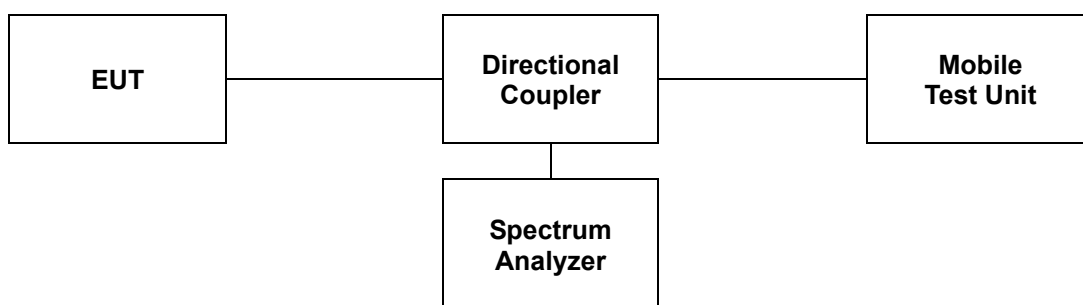 EUT
Directional
Coupler
Mobile
Test Unit
Spectrum
Analyzer